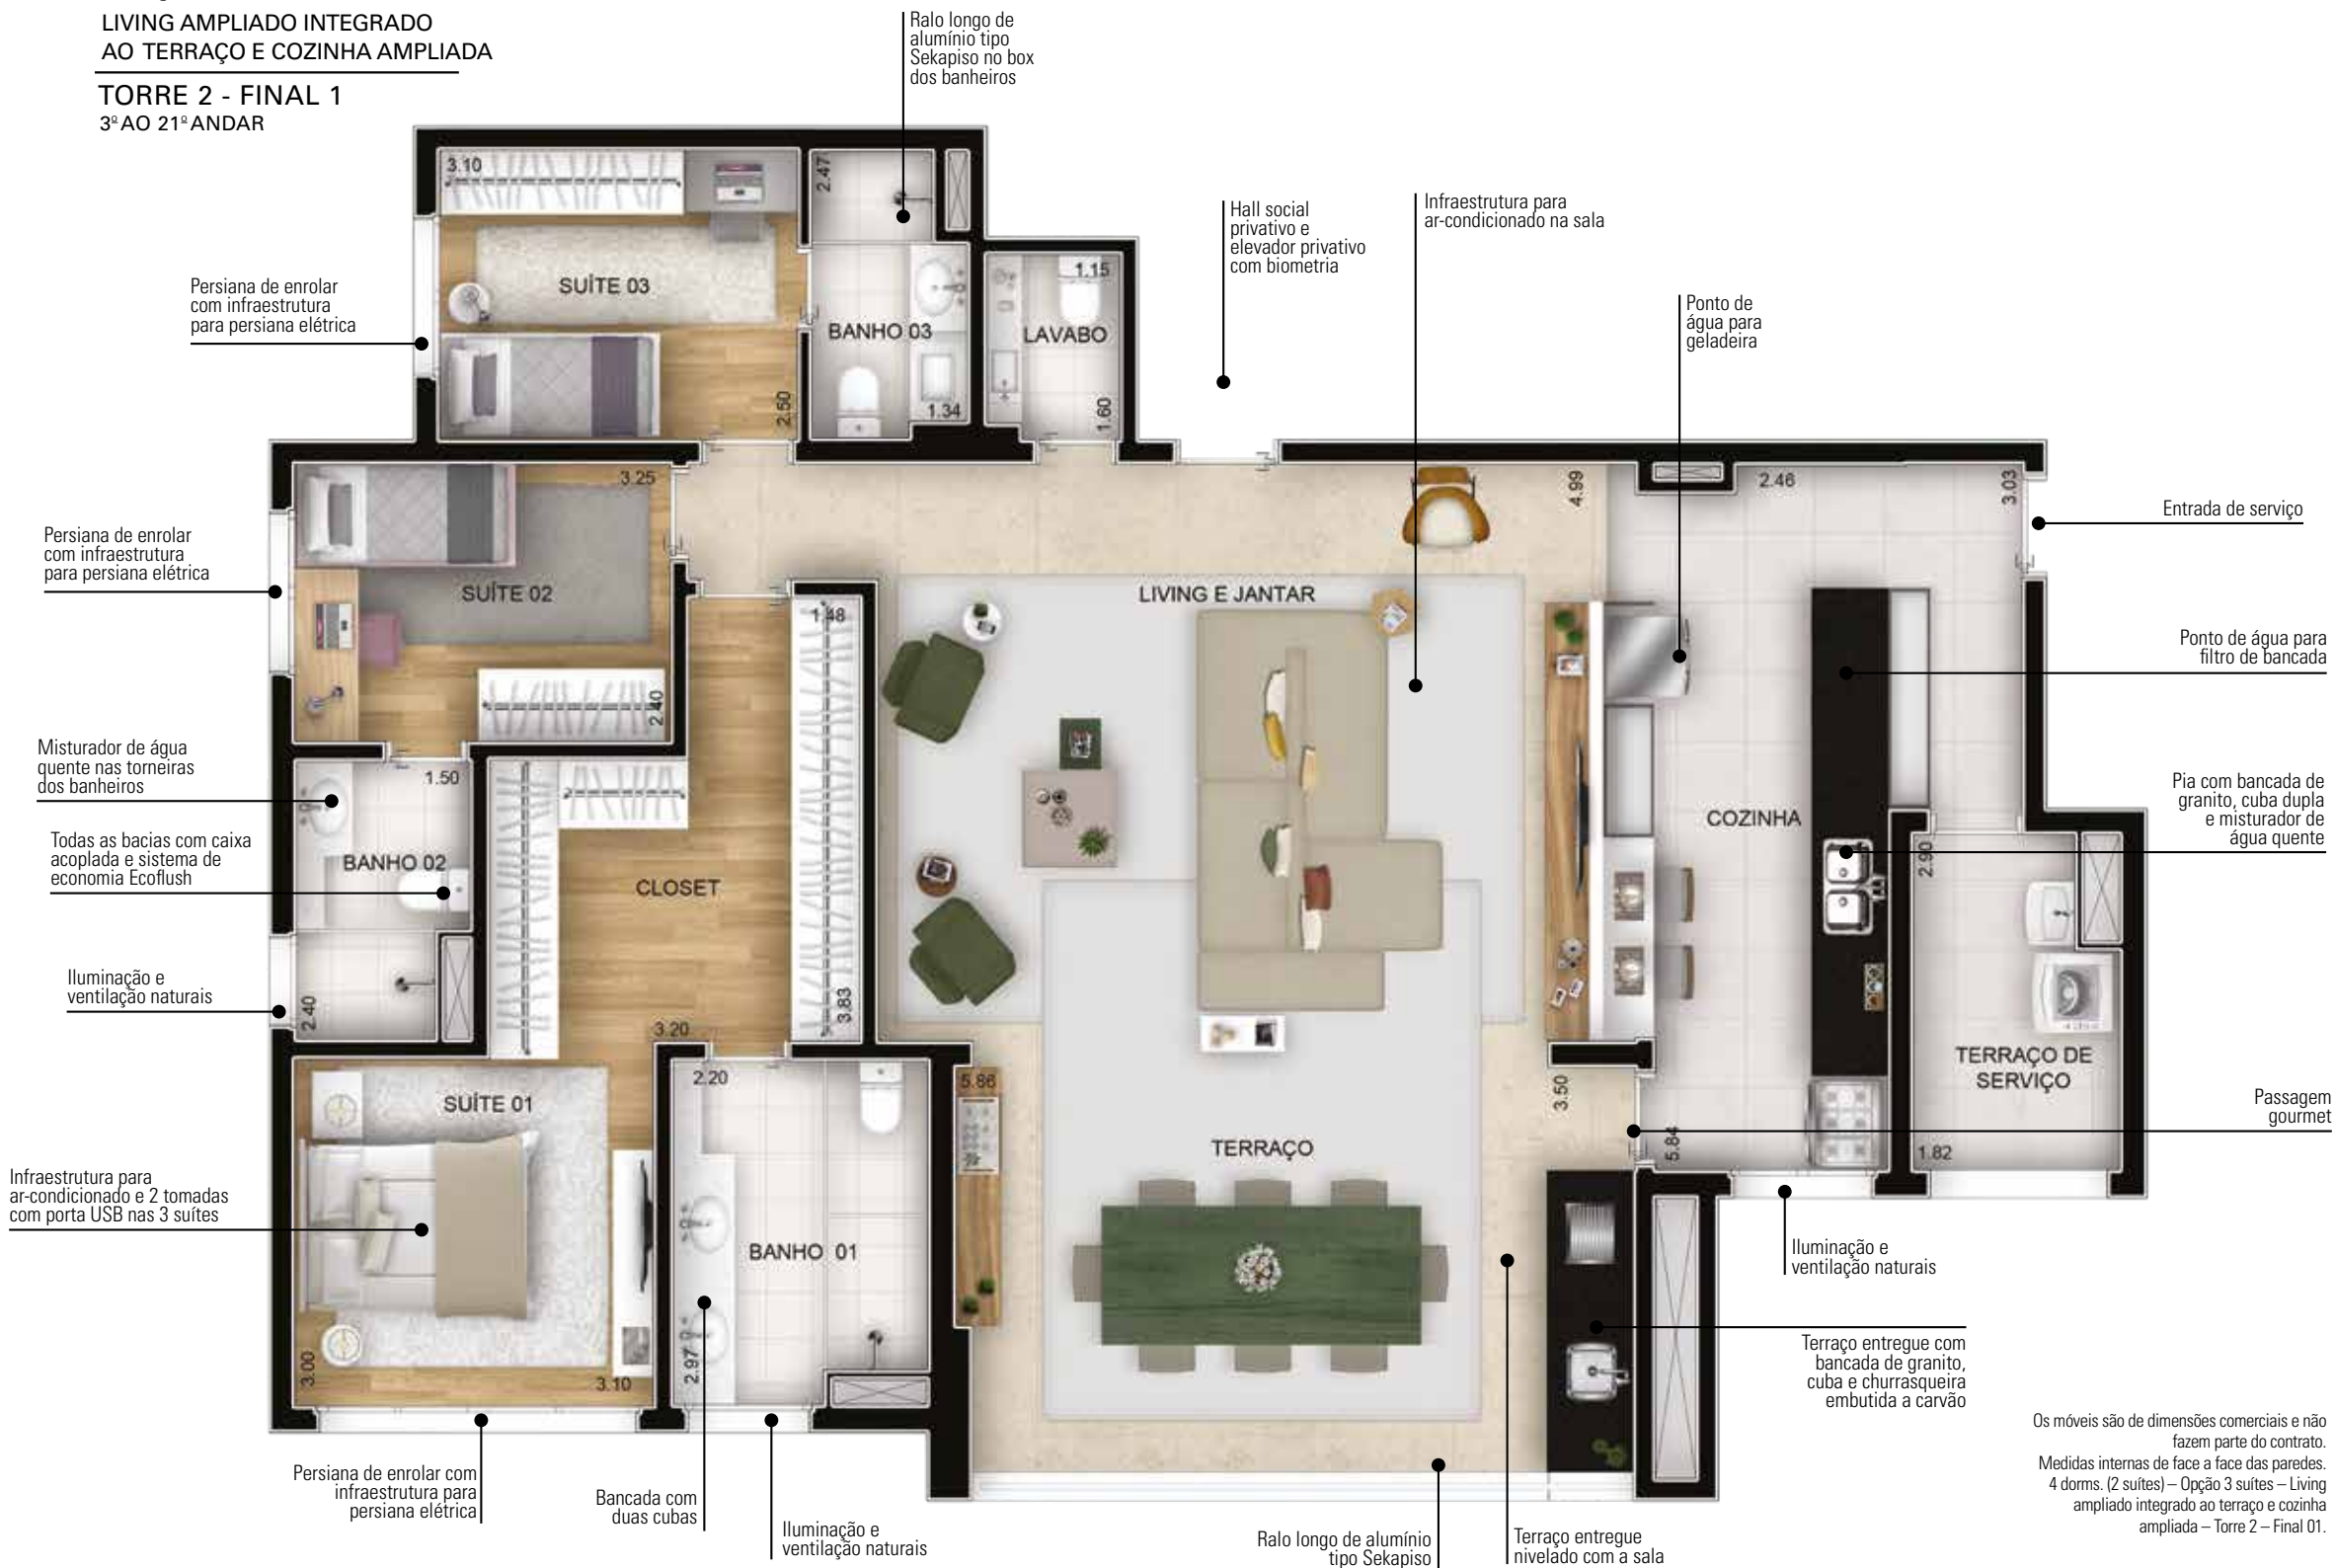 LIVING AMPLIADO INTEGRADO
AO TERRAÇO E COZINHA AMPLIADA
TORRE 2 - FINAL 1
3º AO 21º ANDAR
Ralo longo de
alumínio tipo
Sekapiso no box
dos banheiros
Hall social
privativo e
elevador privativo
com biometria
Infraestrutura para
ar-condicionado na sala
Ponto de
água para
geladeira
Persiana de enrolar
com infraestrutura
para persiana elétrica
3.10
SUÍTE 03
2.50
2.47
BANHO 03
1.34
1.15
LAVABO
1.60
Persiana de enrolar
com infraestrutura
para persiana elétrica
3.25
SUÍTE 02
2.40
LIVING E JANTAR
4.99
2.46
3.03
Entrada de serviço
Ponto de água para
filtro de bancada
Misturador de água
quente nas torneiras
dos banheiros
Todas as bacias com caixa
acoplada e sistema de
economia Ecoflush
1.50
BANHO 02
2.40
1.48
CLOSET
3.83
3.20
COZINHA
5.84
Pia com bancada de
granito, cuba dupla
e misturador de
água quente
2.90
TERRAÇO DE
SERVIÇO
1.82
Iluminação e
ventilação naturais
Passagem
gourmet
Infraestrutura para
ar-condicionado e 2 tomadas
com porta USB nas 3 suítes
SUÍTE 01
3.00
3.10
2.20
BANHO 01
2.97
5.86
TERRAÇO
3.50
Iluminação e
ventilação naturais
Terraço entregue com
bancada de granito,
cuba e churrasqueira
embutida a carvão
Persiana de enrolar com
infraestrutura para
persiana elétrica
Bancada com
duas cubas
Iluminação e
ventilação naturais
Ralo longo de alumínio
tipo Sekapiso
Terraço entregue
nivelado com a sala
Os móveis são de dimensões comerciais e não
fazem parte do contrato.
Medidas internas de face a face das paredes.
4 dorms. (2 suítes) – Opção 3 suítes – Living
ampliado integrado ao terraço e cozinha
ampliada – Torre 2 – Final 01.